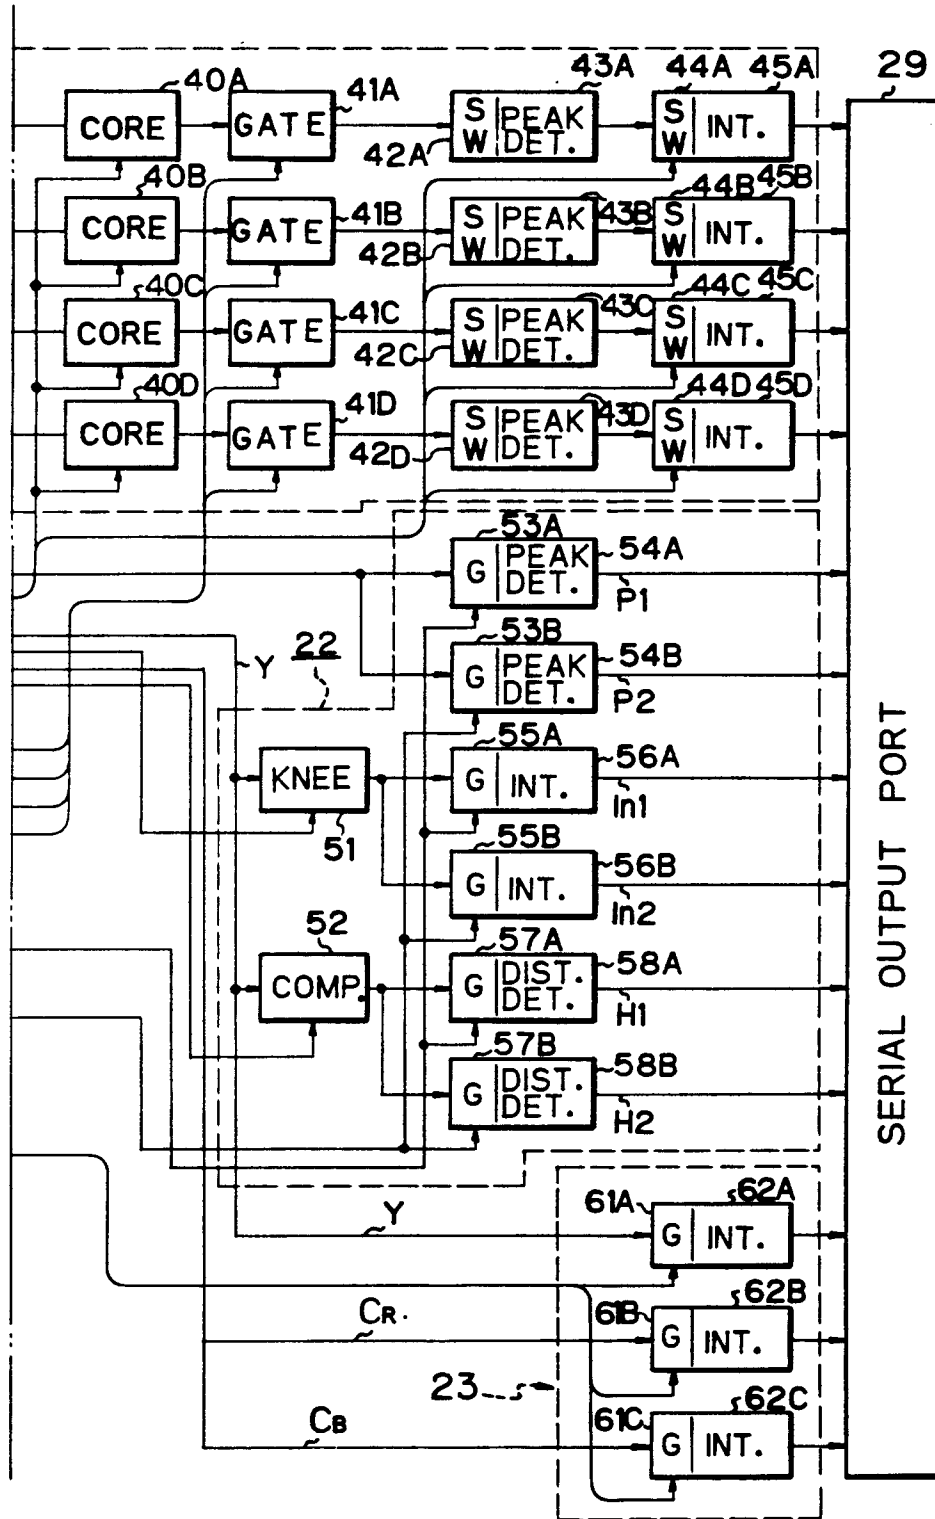 40A
CORE
GATE
41A
42A
S W
PEAK DET.
43A
44A
S W
INT.
45A
29
40B
CORE
GATE
41B
42B
S W
PEAK DET.
43B
44B
S W
INT.
45B
40C
CORE
GATE
41C
42C
S W
PEAK DET.
43C
44C
S W
INT.
45C
40D
CORE
GATE
41D
42D
S W
PEAK DET.
43D
44D
S W
INT.
45D
53A
G
PEAK DET.
54A
P1
Y
22
53B
G
PEAK DET.
54B
P2
KNEE
51
55A
G
INT.
56A
In1
55B
G
INT.
56B
In2
52
COMP.
57A
G
DIST. DET.
58A
H1
57B
G
DIST. DET.
58B
H2
SERIAL OUTPUT PORT
Y
61A
G
INT.
62A
CR
61B
G
INT.
62B
23
CB
61C
G
INT.
62C